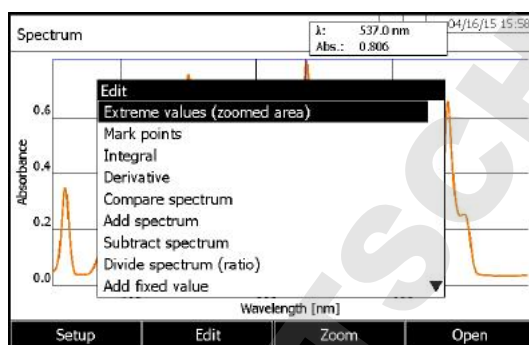 Spectrum
λ: 537.0 nm
Abs.: 0.806
04/16/15 15:58
Edit
Extreme values (zoomed area)
Mark points
Integral
Derivative
Compare spectrum
Add spectrum
Subtract spectrum
Divide spectrum (ratio)
Add fixed value
Absorbance
0.6
0.4
0.2
0.0
Wavelength [nm]
Setup Edit Zoom Open